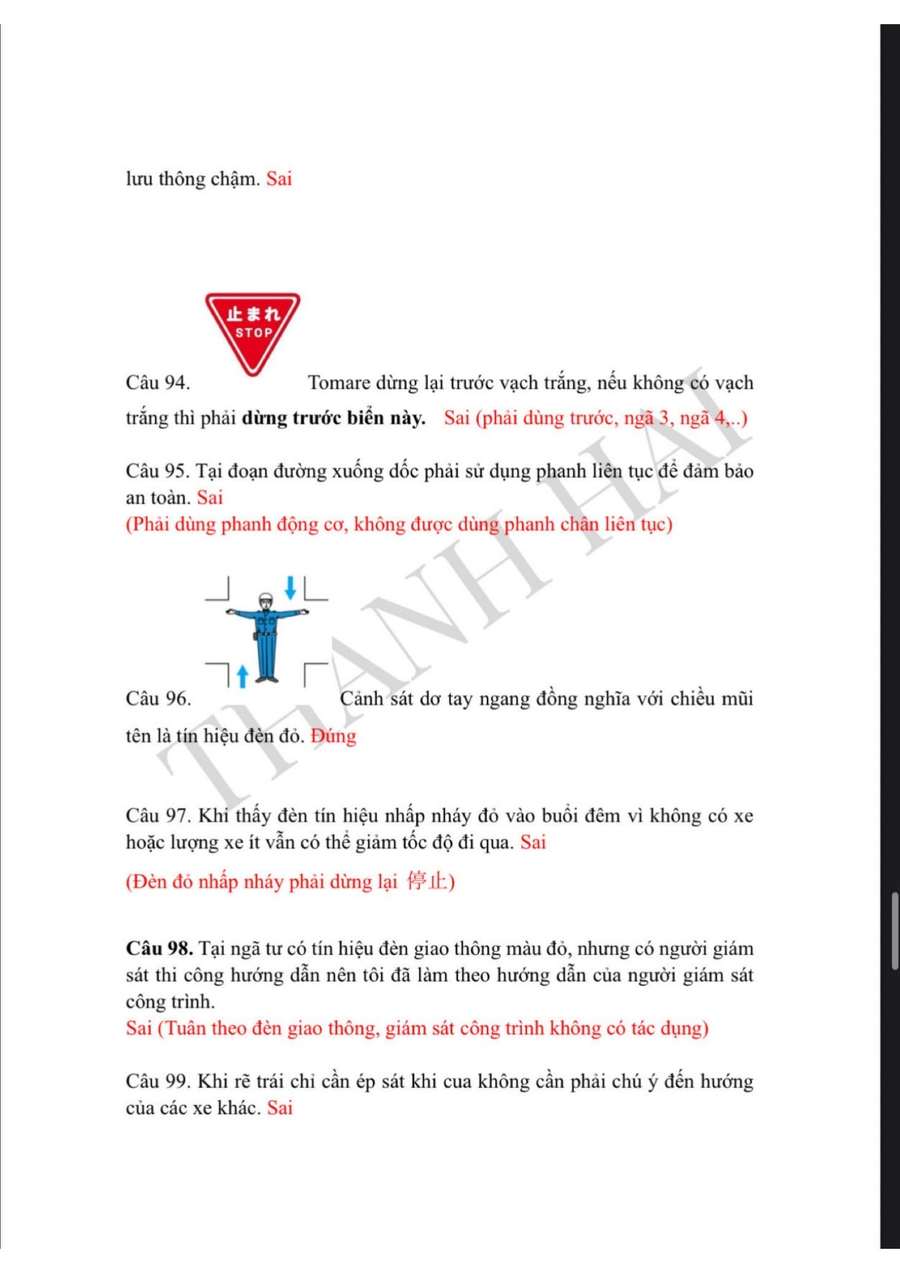 lưu thông chậm. Sai
止まれ
STOP
Câu 94. Tomare dừng lại trước vạch trắng, nếu không có vạch
trắng thì phải dừng trước biển này. Sai (phải dùng trước, ngã 3, ngã 4,..)
Câu 95. Tại đoạn đường xuống dốc phải sử dụng phanh liên tục để đảm bảo
an toàn. Sai
(Phải dùng phanh động cơ, không được dùng phanh chân liên tục)
Câu 96. Cảnh sát dơ tay ngang đồng nghĩa với chiều mũi
tên là tín hiệu đèn đỏ. Đúng
Câu 97. Khi thấy đèn tín hiệu nhấp nháy đỏ vào buổi đêm vì không có xe
hoặc lượng xe ít vẫn có thể giảm tốc độ đi qua. Sai
(Đèn đỏ nhấp nháy phải dừng lại 停止)
Câu 98. Tại ngã tư có tín hiệu đèn giao thông màu đỏ, nhưng có người giám
sát thi công hướng dẫn nên tôi đã làm theo hướng dẫn của người giám sát
công trình.
Sai (Tuân theo đèn giao thông, giám sát công trình không có tác dụng)
Câu 99. Khi rẽ trái chỉ cần ép sát khi cua không cần phải chú ý đến hướng
của các xe khác. Sai
THANH HAI